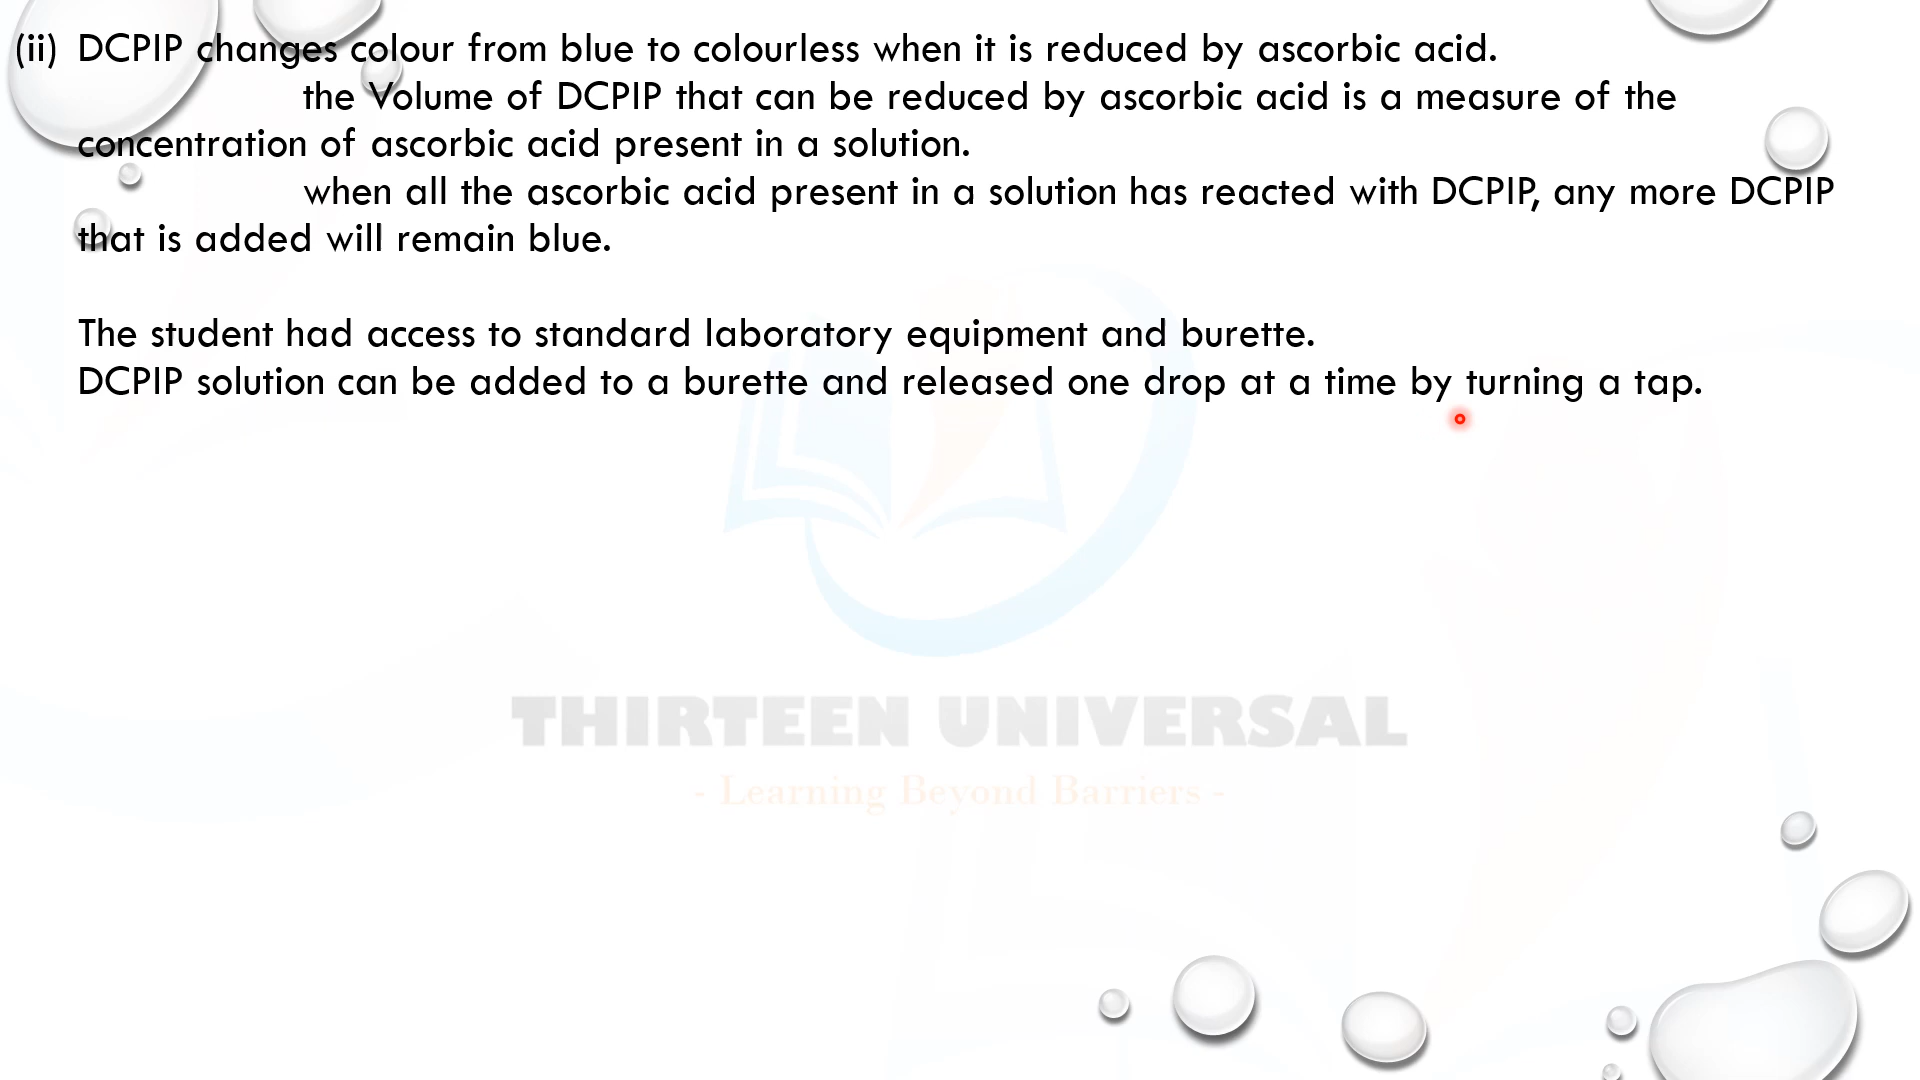 (ii) DCPIP changes colour from blue to colourless when it is reduced by ascorbic acid.
the Volume of DCPIP that can be reduced by ascorbic acid is a measure of the
concentration of ascorbic acid present in a solution.
when all the ascorbic acid present in a solution has reacted with DCPIP, any more DCPIP
that is added will remain blue.
The student had access to standard laboratory equipment and burette.
DCPIP solution can be added to a burette and released one drop at a time by turning a tap.
THIRTEEN UNIVERSAL
- Learning Beyond Barriers -